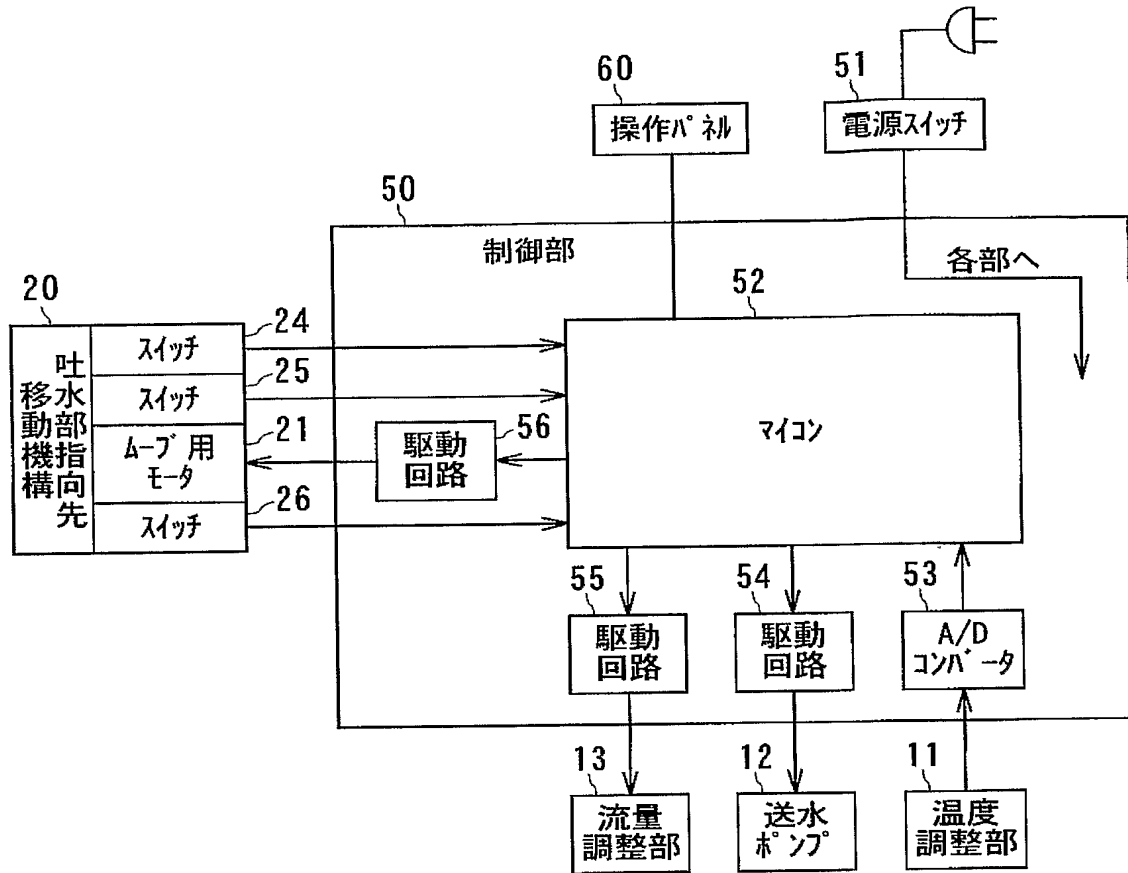 51
60
電源スイッチ
操作パネル
50
制御部
各部へ
20
52
24
スイッチ
吐水部指向先
移動機構
25
スイッチ
マイコン
21
56
ムーブ用
モータ
駆動
回路
26
スイッチ
55
54
53
駆動
回路
駆動
回路
A/D
コンバータ
13
12
11
流量
調整部
送水
ポンプ
温度
調整部